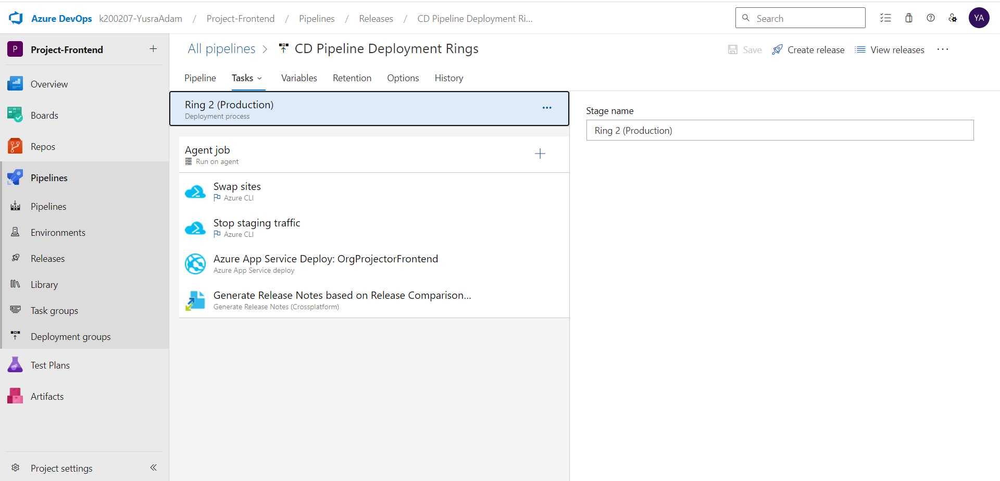 Azure DevOps k200207-YusraAdam / Project-Frontend / Pipelines / Releases / CD Pipeline Deployment Ri...
Search
YA
P Project-Frontend
Overview
Boards
Repos
Pipelines
Pipelines
Environments
Releases
Library
Task groups
Deployment groups
Test Plans
Artifacts
Project settings
All pipelines > CD Pipeline Deployment Rings
Save Create release View releases ...
Pipeline Tasks Variables Retention Options History
Ring 2 (Production)
Deployment process
Agent job
Run on agent
Swap sites
Azure CLI
Stop staging traffic
Azure CLI
Azure App Service Deploy: OrgProjectorFrontend
Azure App Service deploy
Generate Release Notes based on Release Comparison...
Generate Release Notes (Crossplatform)
Stage name
Ring 2 (Production)